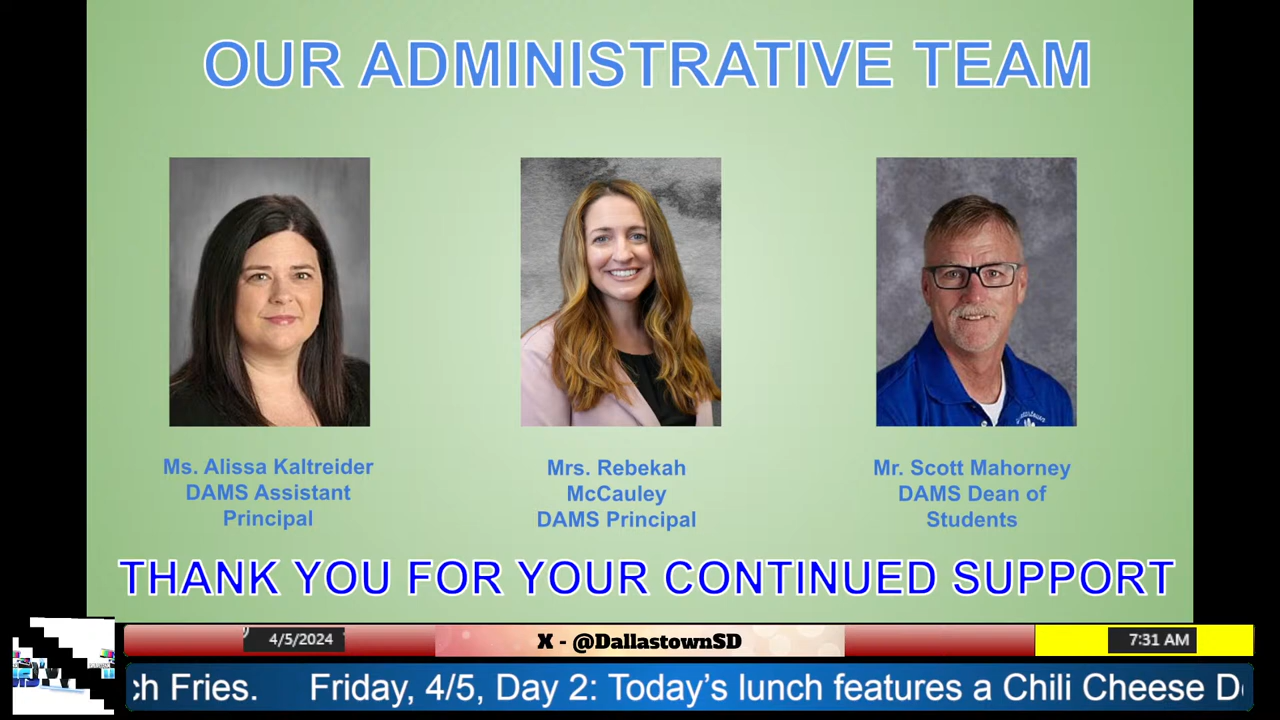 OUR ADMINISTRATIVE TEAM
Ms. Alissa Kaltreider
DAMS Assistant
Principal
Mrs. Rebekah
McCauley
DAMS Principal
Mr. Scott Mahorney
DAMS Dean of
Students
THANK YOU FOR YOUR CONTINUED SUPPORT
4/5/2024
X - @DallastownSD
7:31 AM
ch Fries. Friday, 4/5, Day 2: Today's lunch features a Chili Cheese D